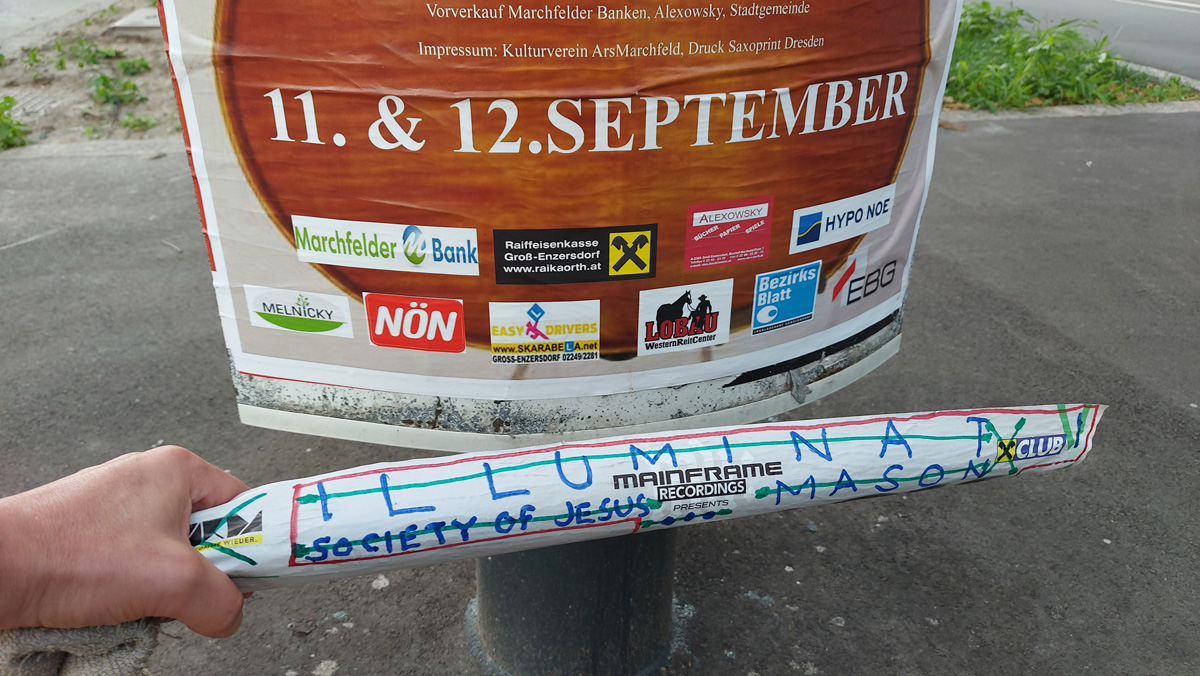 Vorverkauf Marchfelder Banken, Alexowsky, Stadtgemeinde
Impressum: Kulturverein ArsMarchfeld, Druck Saxoprint Dresden
11. & 12.SEPTEMBER
Marchfelder Bank
Raiffeisenkasse
Groß-Enzersdorf
www.raikaorth.at
ALEXOWSKY
BÜCHER PAPIER SPIELE
HYPO NOE
MELNICKY
NÖN
EASY DRIVERS
www.SKARABELA.net
GROSS-ENZERSDORF 02249/2281
LOBAU
WesternReitCenter
Bezirks
Blatt
EBG
ILLUMINATI
MAINFRAME
RECORDINGS
PRESENTS
SOCIETY OF JESUS
MASON
CLUB
WIEDER.